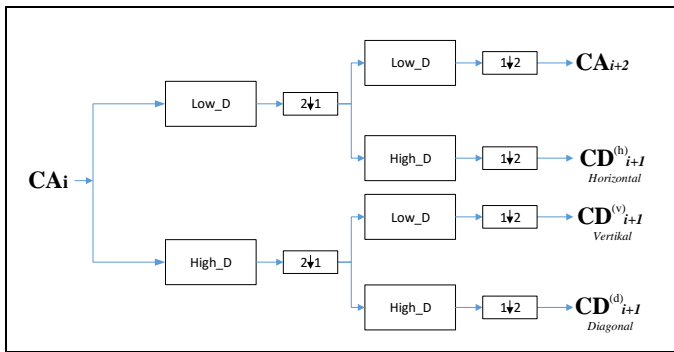 Low_D
1↓2
CA i+2
Low_D
2↓1
High_D
1↓2
CD(h) i+1
Horizontal
CAi
Low_D
1↓2
CD(v) i+1
Vertikal
High_D
2↓1
High_D
1↓2
CD(d) i+1
Diagonal